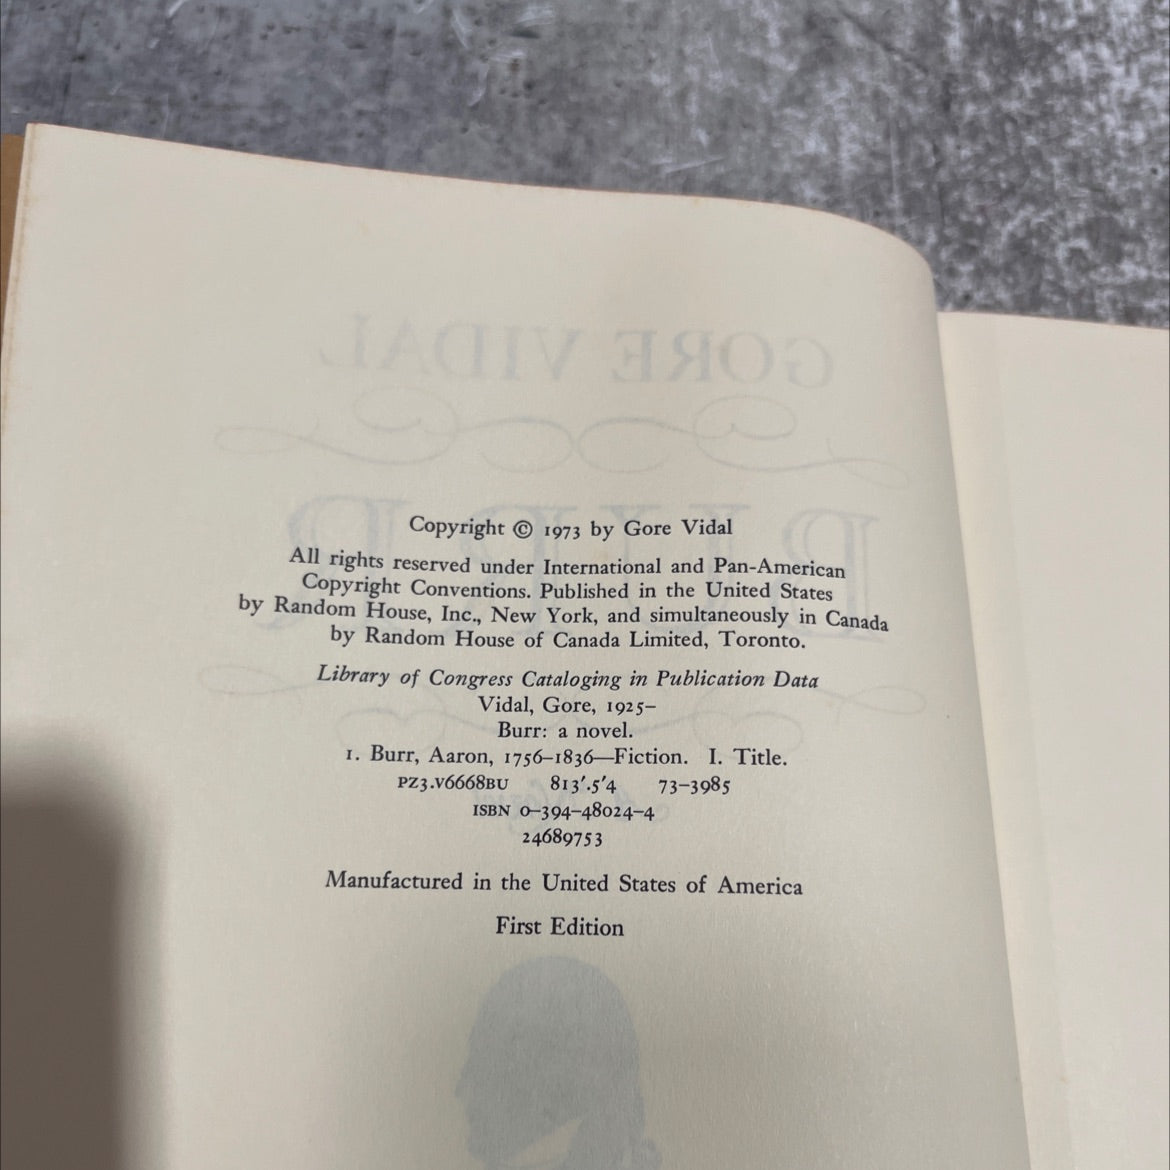 GORE VIDAL
BURR
Copyright © 1973 by Gore Vidal
All rights reserved under International and Pan-American
Copyright Conventions. Published in the United States
by Random House, Inc., New York, and simultaneously in Canada
by Random House of Canada Limited, Toronto.
Library of Congress Cataloging in Publication Data
Vidal, Gore, 1925–
Burr: a novel.
1. Burr, Aaron, 1756–1836—Fiction. I. Title.
PZ3.V6668BU 813'.5'4 73–3985
ISBN 0–394–48024–4
24689753
Manufactured in the United States of America
First Edition